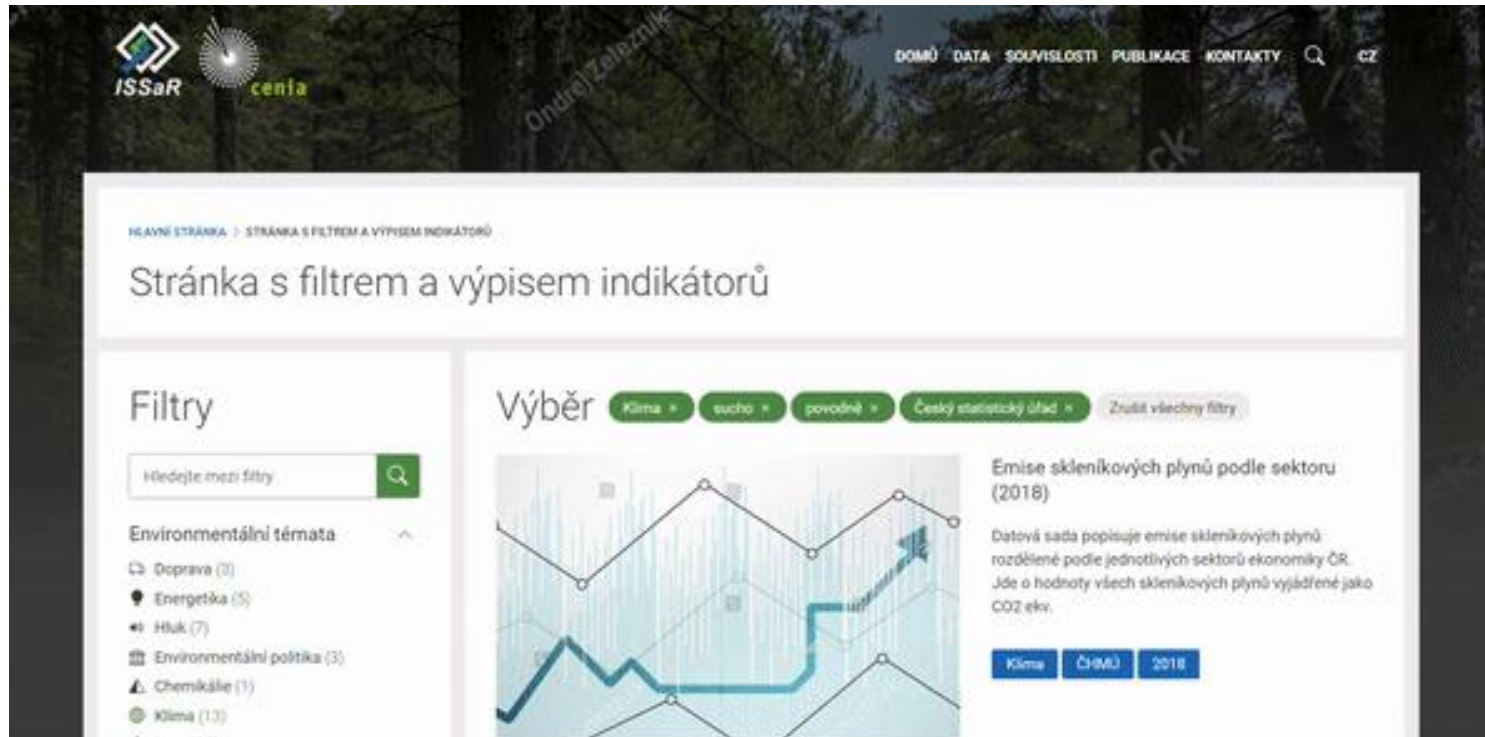 ISSaR
cenia
Ondrej Zeleznik
DOMŮ DATA SOUVISLOSTI PUBLIKACE KONTAKTY CZ
HLAVNÍ STRÁNKA > STRÁNKA S FILTREM A VÝPISEM INDIKÁTORŮ
Stránka s filtrem a výpisem indikátorů
Filtry
Hledejte mezi filtry
Environmentální témata
Doprava (3)
Energetika (5)
Hluk (7)
Environmentální politika (3)
Chemikálie (1)
Klima (13)
Výběr Klima × sucho × povodně × Český statistický úřad × Zrušit všechny filtry
Emise skleníkových plynů podle sektoru
(2018)
Datová sada popisuje emise skleníkových plynů
rozdělené podle jednotlivých sektorů ekonomiky ČR.
Jde o hodnoty všech skleníkových plynů vyjádřené jako
CO2 ekv.
Klima ČHMÚ 2018